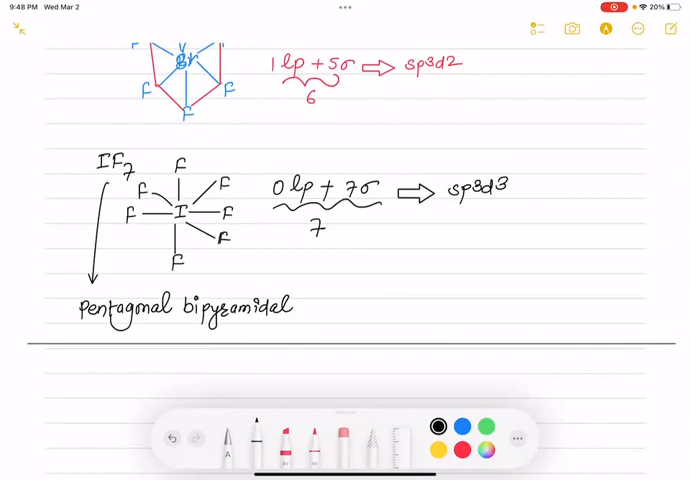 9:48 PM Wed Mar 2
20%
F
Br
F
F
F
1 lp + 5σ ⇒ sp3d2
6
IF7
F
F
F
F
I
F
F
F
0 lp + 7σ ⇒ sp3d3
7
Pentagonal bipyramidal
A